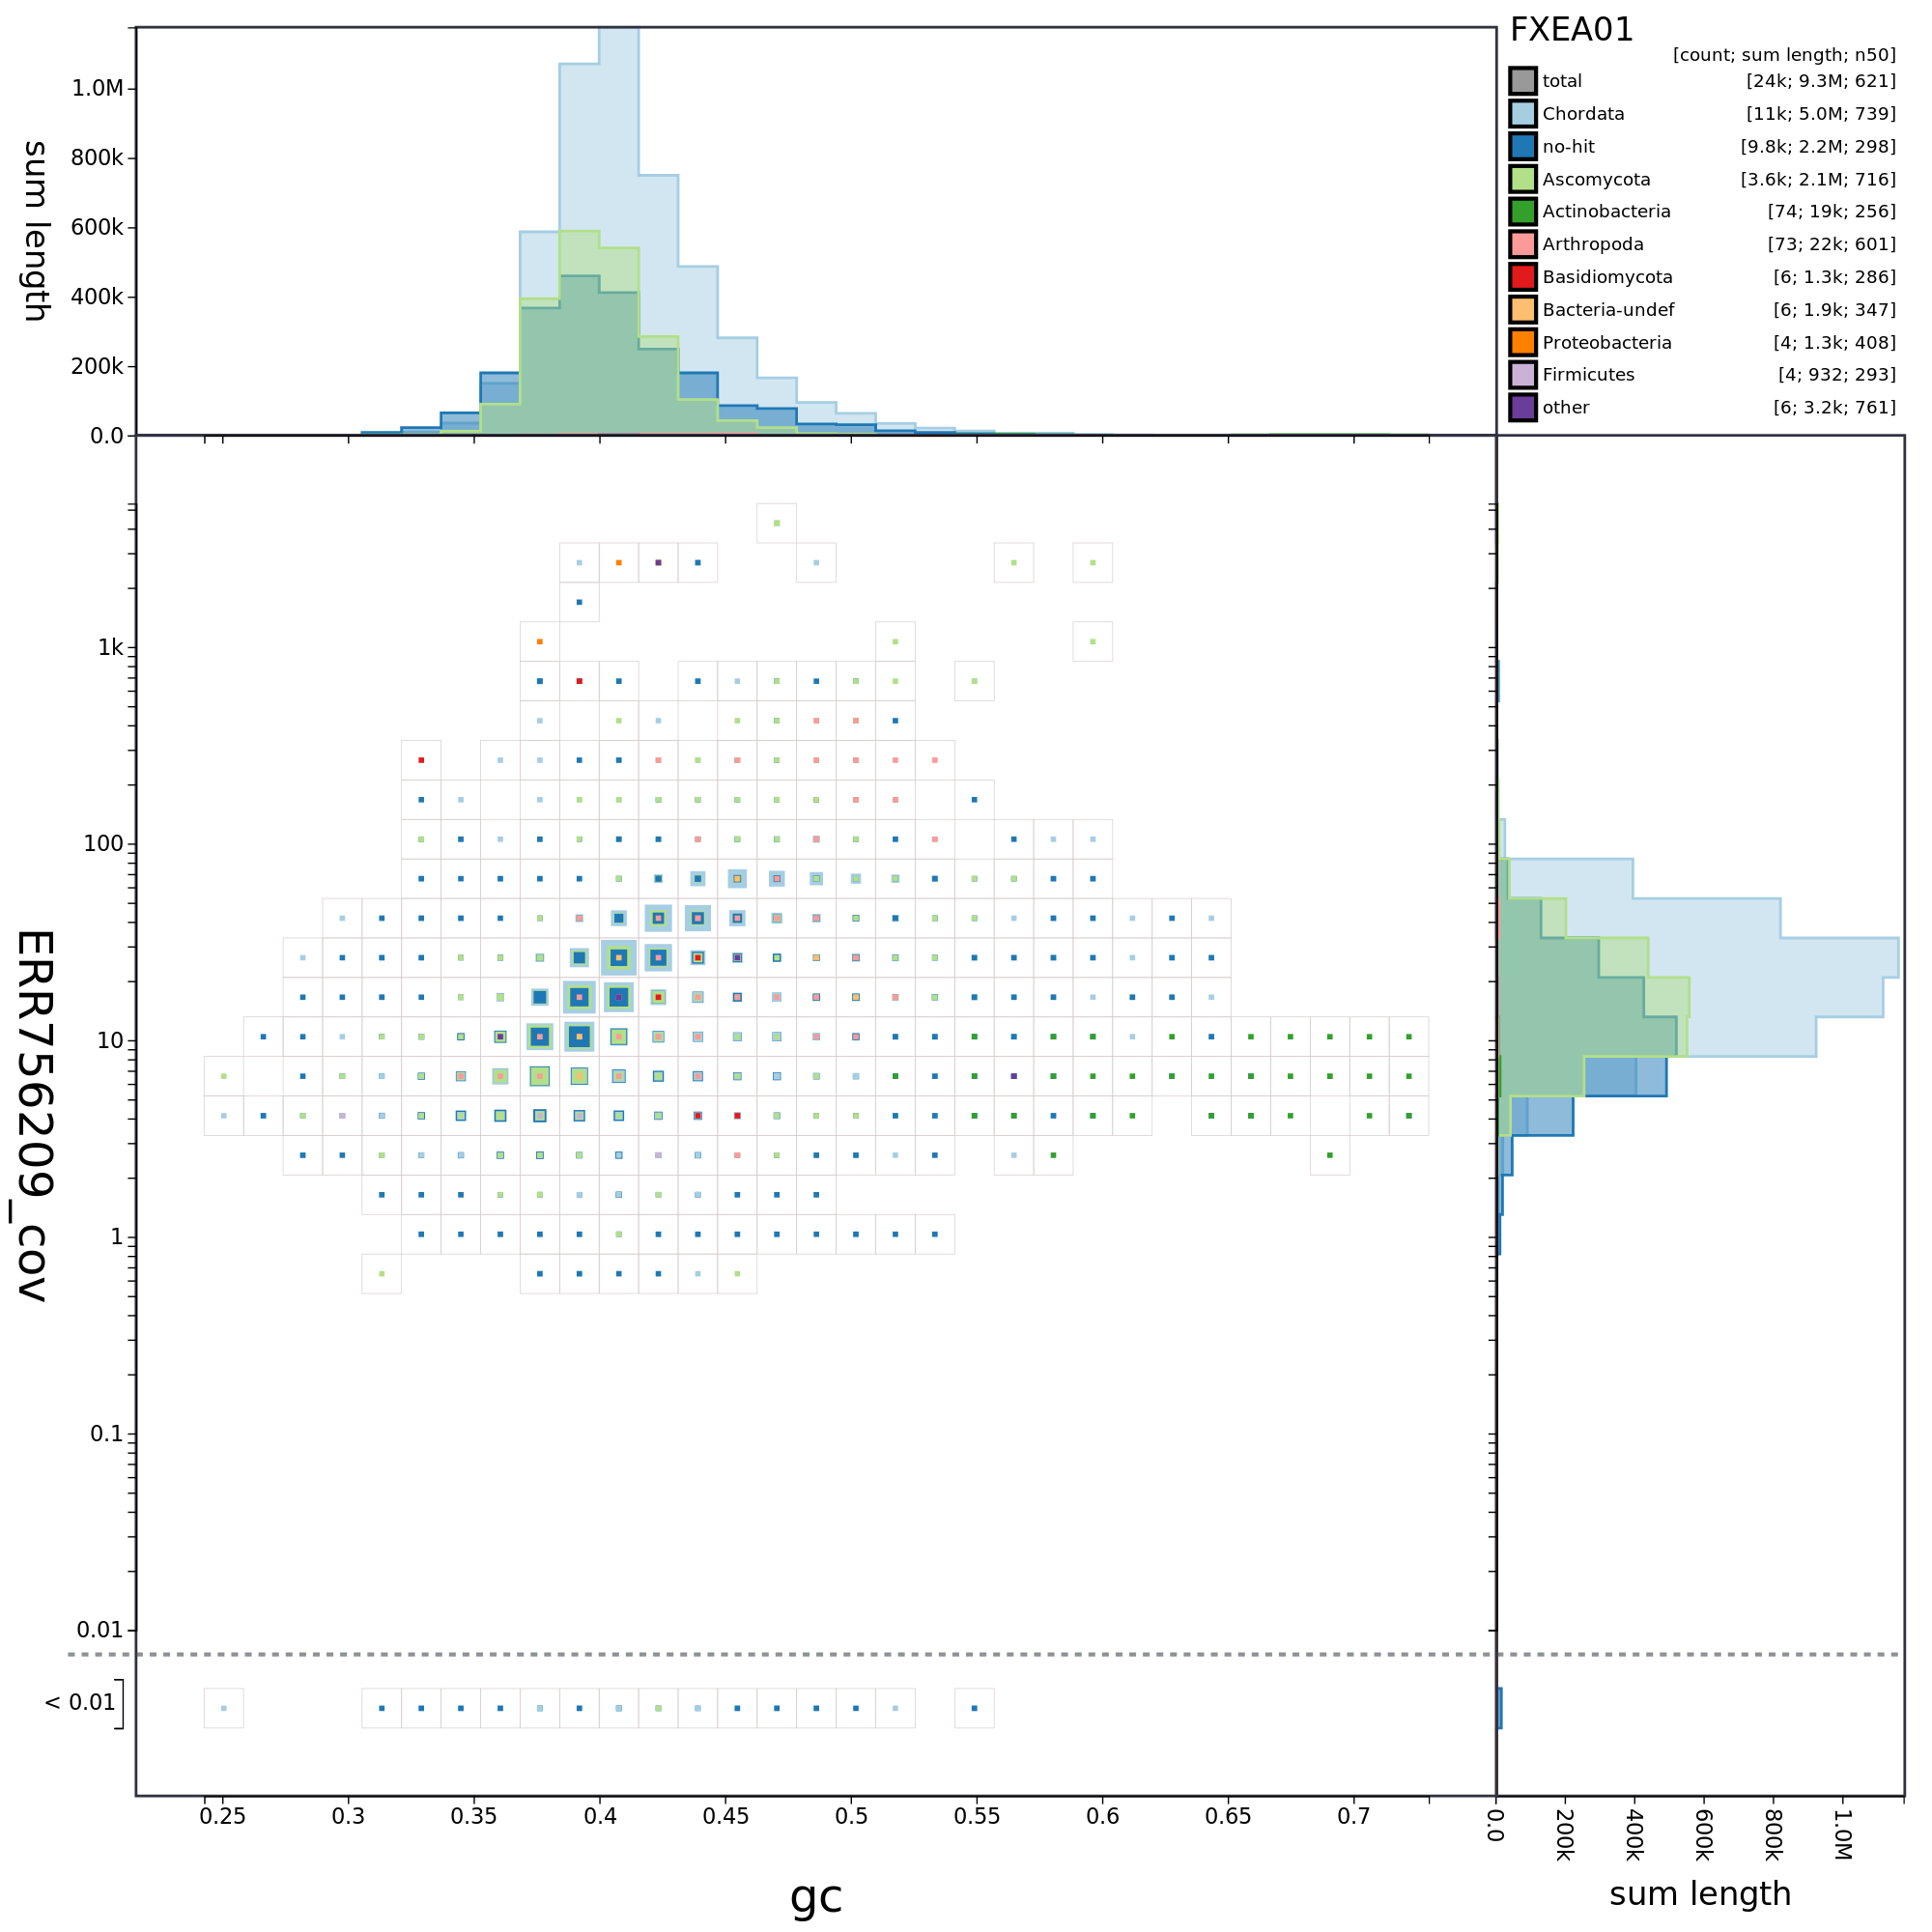 FXEA01
[count; sum length; n50]
total [24k; 9.3M; 621]
Chordata [11k; 5.0M; 739]
no-hit [9.8k; 2.2M; 298]
Ascomycota [3.6k; 2.1M; 716]
Actinobacteria [74; 19k; 256]
Arthropoda [73; 22k; 601]
Basidiomycota [6; 1.3k; 286]
Bacteria-undef [6; 1.9k; 347]
Proteobacteria [4; 1.3k; 408]
Firmicutes [4; 932; 293]
other [6; 3.2k; 761]
sum length
1.0M
800k
600k
400k
200k
0.0
ERR756209_cov
1k
100
10
1
0.1
0.01
< 0.01
0.25 0.3 0.35 0.4 0.45 0.5 0.55 0.6 0.65 0.7
gc
0.0 200k 400k 600k 800k 1.0M
sum length